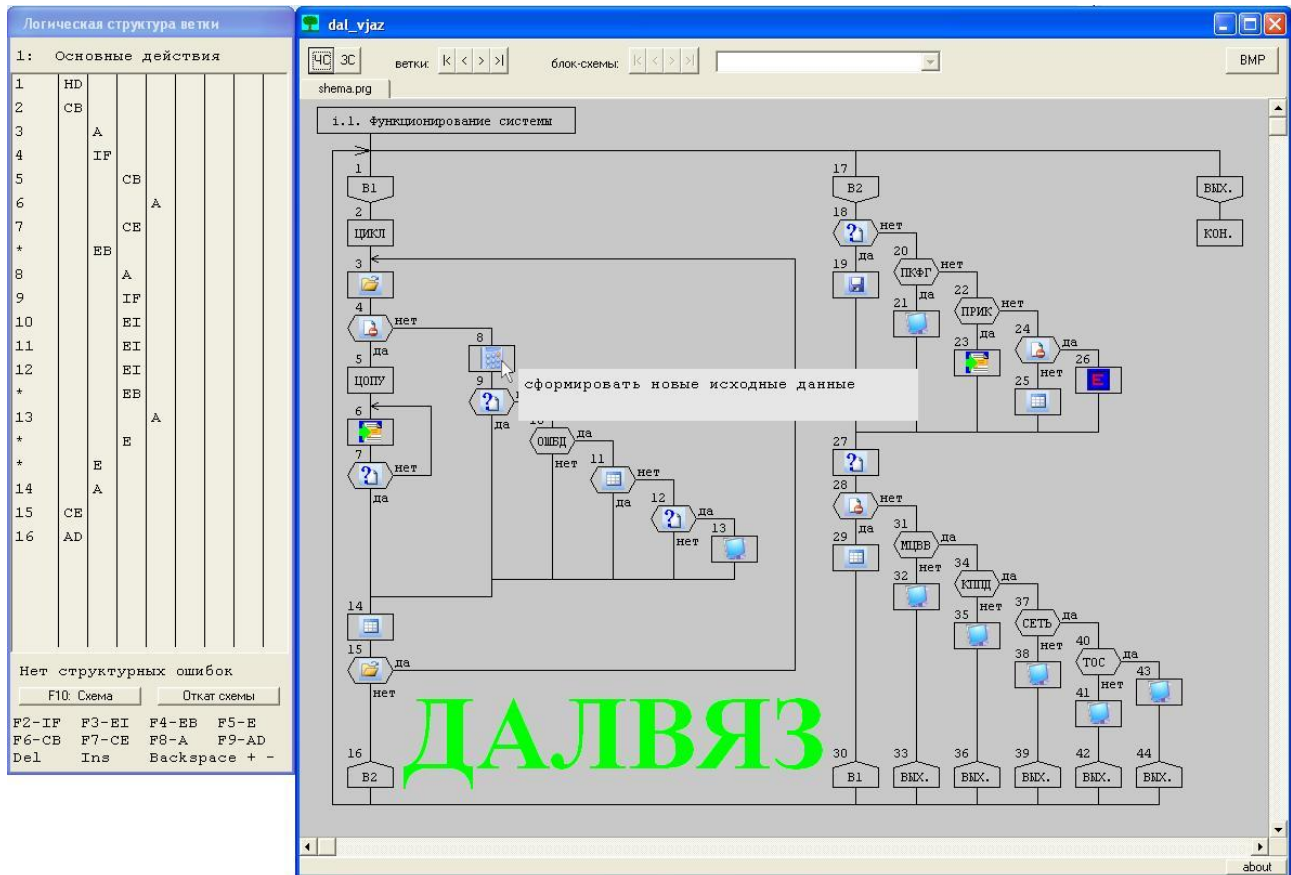 Логическая структура ветки
1: Основные действия
1 HD
2 CB
3 A
4 IF
5 CB
6 A
7 CE
* EB
8 A
9 IF
10 EI
11 EI
12 EI
* EB
13 A
* E
* E
14 A
15 CE
16 AD
Нет структурных ошибок
F10: Схема Откат схемы
F2-IF F3-EI F4-EB F5-E
F6-CB F7-CE F8-A F9-AD
Del Ins Backspace + -
dal_vjaz
ЧС ЗС ветки: K < > >| блок-схемы: K < > >| BMP
shema.prg
i.1. Функционирование системы
1
В1
2
ЦИКЛ
3
4
нет
да
5
ЦОПУ
6
7
нет
да
8
сформировать новые исходные данные
9
да
ОШБД
да
нет
11
нет
да
12
да
нет
13
14
15
да
нет
16
В2
ДАЛВЯЗ
17
В2
18
нет
да
19
20
ПКФГ
нет
да
21
22
ПРИК
нет
да
23
24
да
нет
25
26
E
27
28
нет
да
29
30
В1
31
МЦВВ
да
нет
32
33
ВЫХ.
34
КППД
да
нет
35
36
ВЫХ.
37
СЕТЬ
да
нет
38
39
ВЫХ.
40
ТОС
да
нет
41
42
ВЫХ.
43
44
ВЫХ.
ВЫХ.
КОН.
about